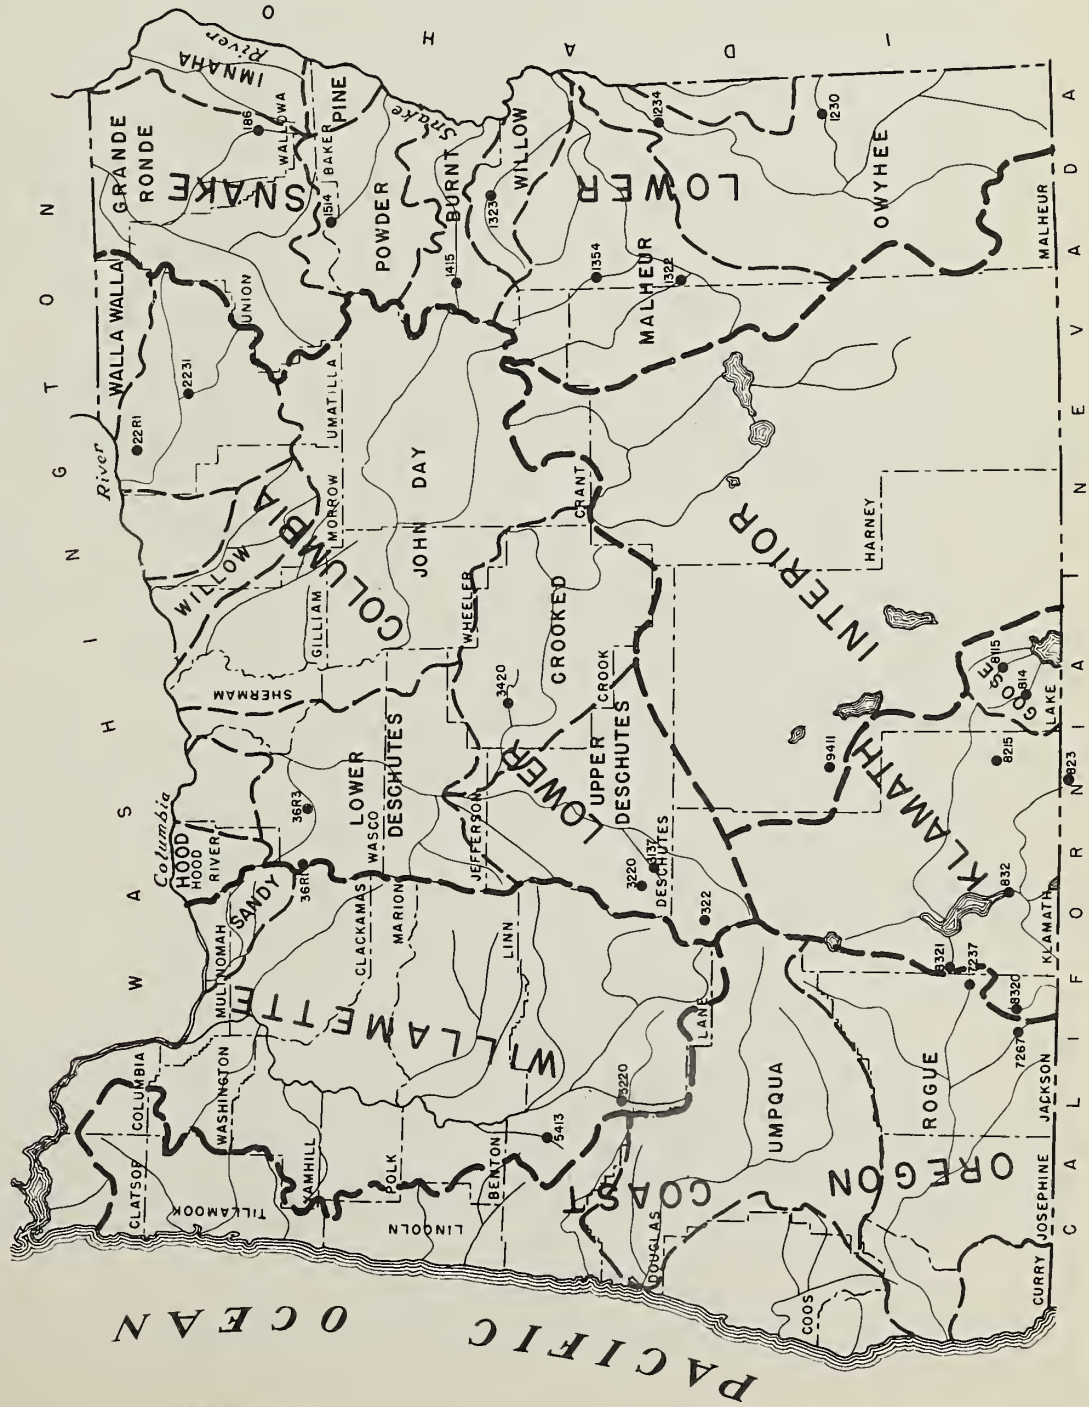 WASHINGTON
OHAID
NEVADA
CALIFORNIA
PACIFIC OCEAN
Columbia
River
Snake
River
IMNAHA
GRANDE
RONDE
186
WALLOWA
SNAKE
BAKER
PINE
1514
POWDER
BURNT
1415
1323
WILLOW
WALLA WALLA
UNION
2231
22R1
UMATILLA
MORROW
WILLOW
COLUMBIA
GILLIAM
SHERMAM
JOHN DAY
WHEELER
GRANT
LOWER
1234
1230
1354
1322
MALHEUR
OWYHEE
MALHEUR
HARNEY
INTERIOR
CROOKED
3420
CROOK
LOWER
DESCHUTES
WASCO
36R3
36R1
HOOD
HOOD
RIVER
SANDY
JEFFERSON
LOWER
UPPER
DESCHUTES
DESCHUTES
3220
3137
322
9411
GOOSE
8115
814
LAKE
8215
823
KLAMATH
832
KLAMATH
8321
7237
8320
7267
MULTNOMAH
CLACKAMAS
MARION
LINN
LANE
WILLAMETTE
COLUMBIA
CLATSOP
WASHINGTON
TILLAMOOK
YAMHILL
POLK
LINCOLN
BENTON
5413
DOUGLAS
UMPQUA
OREGON COAST
COOS
ROGUE
JACKSON
JOSEPHINE
CURRY